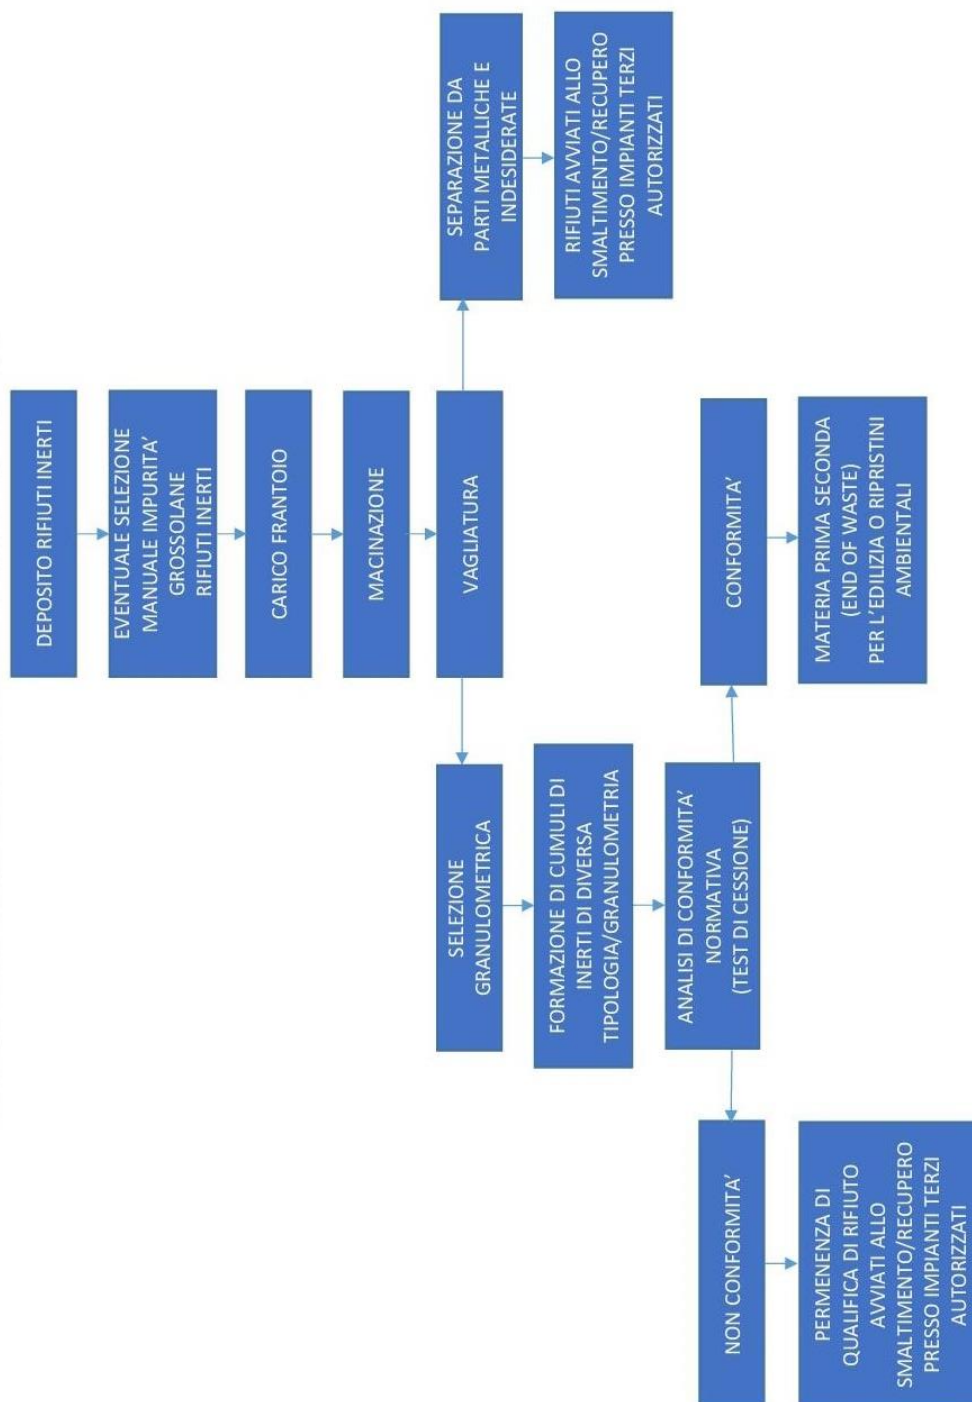 DEPOSITO RIFIUTI INERTI
EVENTUALE SELEZIONE
MANUALE IMPURITA’
GROSSOLANE
RIFIUTI INERTI
CARICO FRANTOIO
MACINAZIONE
VAGLIATURA
SEPARAZIONE DA
PARTI METALLICHE E
INDESIDERATE
RIFIUTI AVVIATI ALLO
SMALTIMENTO/RECUPERO
PRESSO IMPIANTI TERZI
AUTORIZZATI
SELEZIONE
GRANULOMETRICA
FORMAZIONE DI CUMULI DI
INERTI DI DIVERSA
TIPOLOGIA/GRANULOMETRIA
ANALISI DI CONFORMITA’
NORMATIVA
(TEST DI CESSIONE)
CONFORMITA’
MATERIA PRIMA SECONDA
(END OF WASTE)
PER L’EDILIZIA O RIPRISTINI
AMBIENTALI
NON CONFORMITA’
PERMENENZA DI
QUALIFICA DI RIFIUTO
AVVIATI ALLO
SMALTIMENTO/RECUPERO
PRESSO IMPIANTI TERZI
AUTORIZZATI